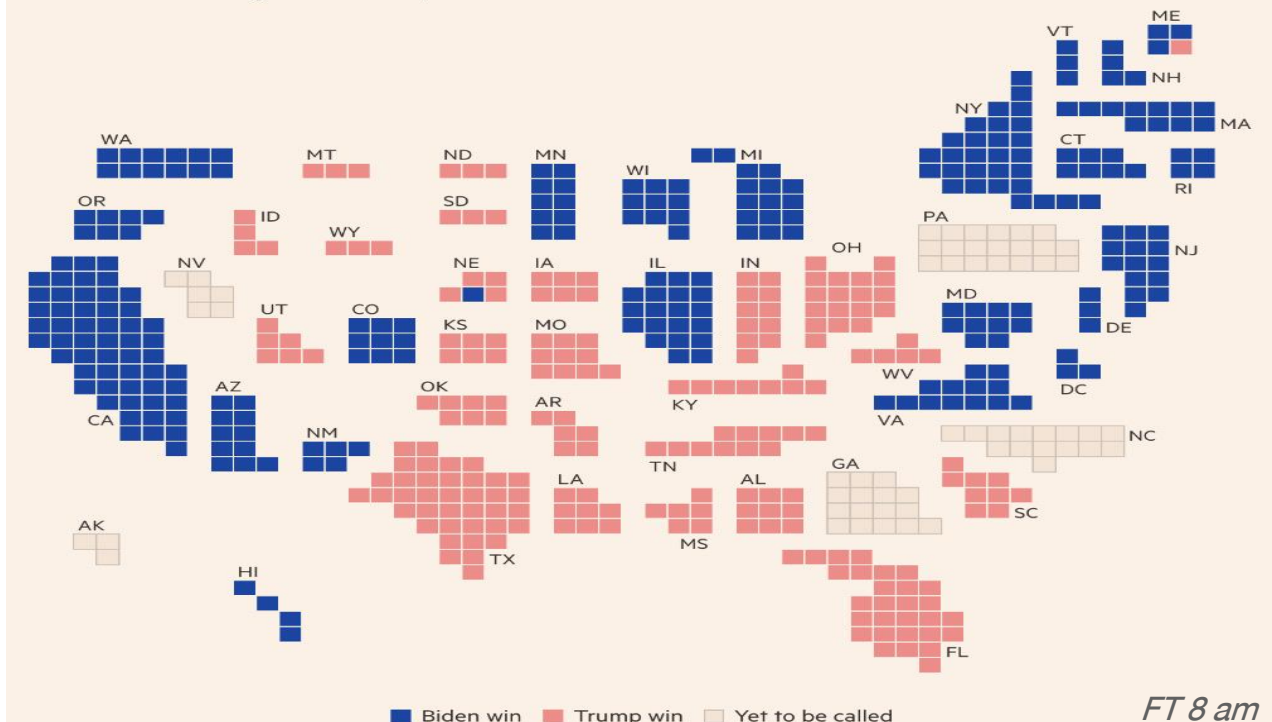 ME
VT
NH
NY
MA
WA
CT
MT
ND
MN
WI
MI
RI
OR
ID
SD
WY
PA
OH
NJ
NV
NE
IA
IL
IN
MD
UT
CO
KS
MO
DE
WV
DC
AZ
OK
AR
KY
CA
VA
NM
NC
TN
LA
AL
GA
SC
AK
MS
TX
HI
FL
Biden win
Trump win
Yet to be called
FT 8 am